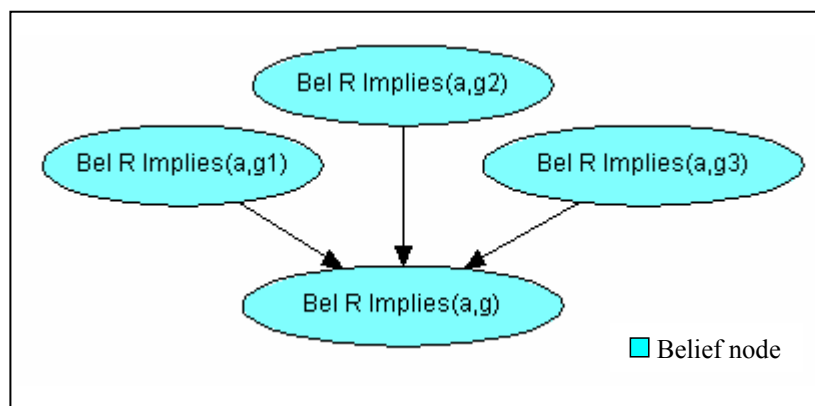 Bel R Implies(a,g2)
Bel R Implies(a,g1)
Bel R Implies(a,g3)
Bel R Implies(a,g)
Belief node